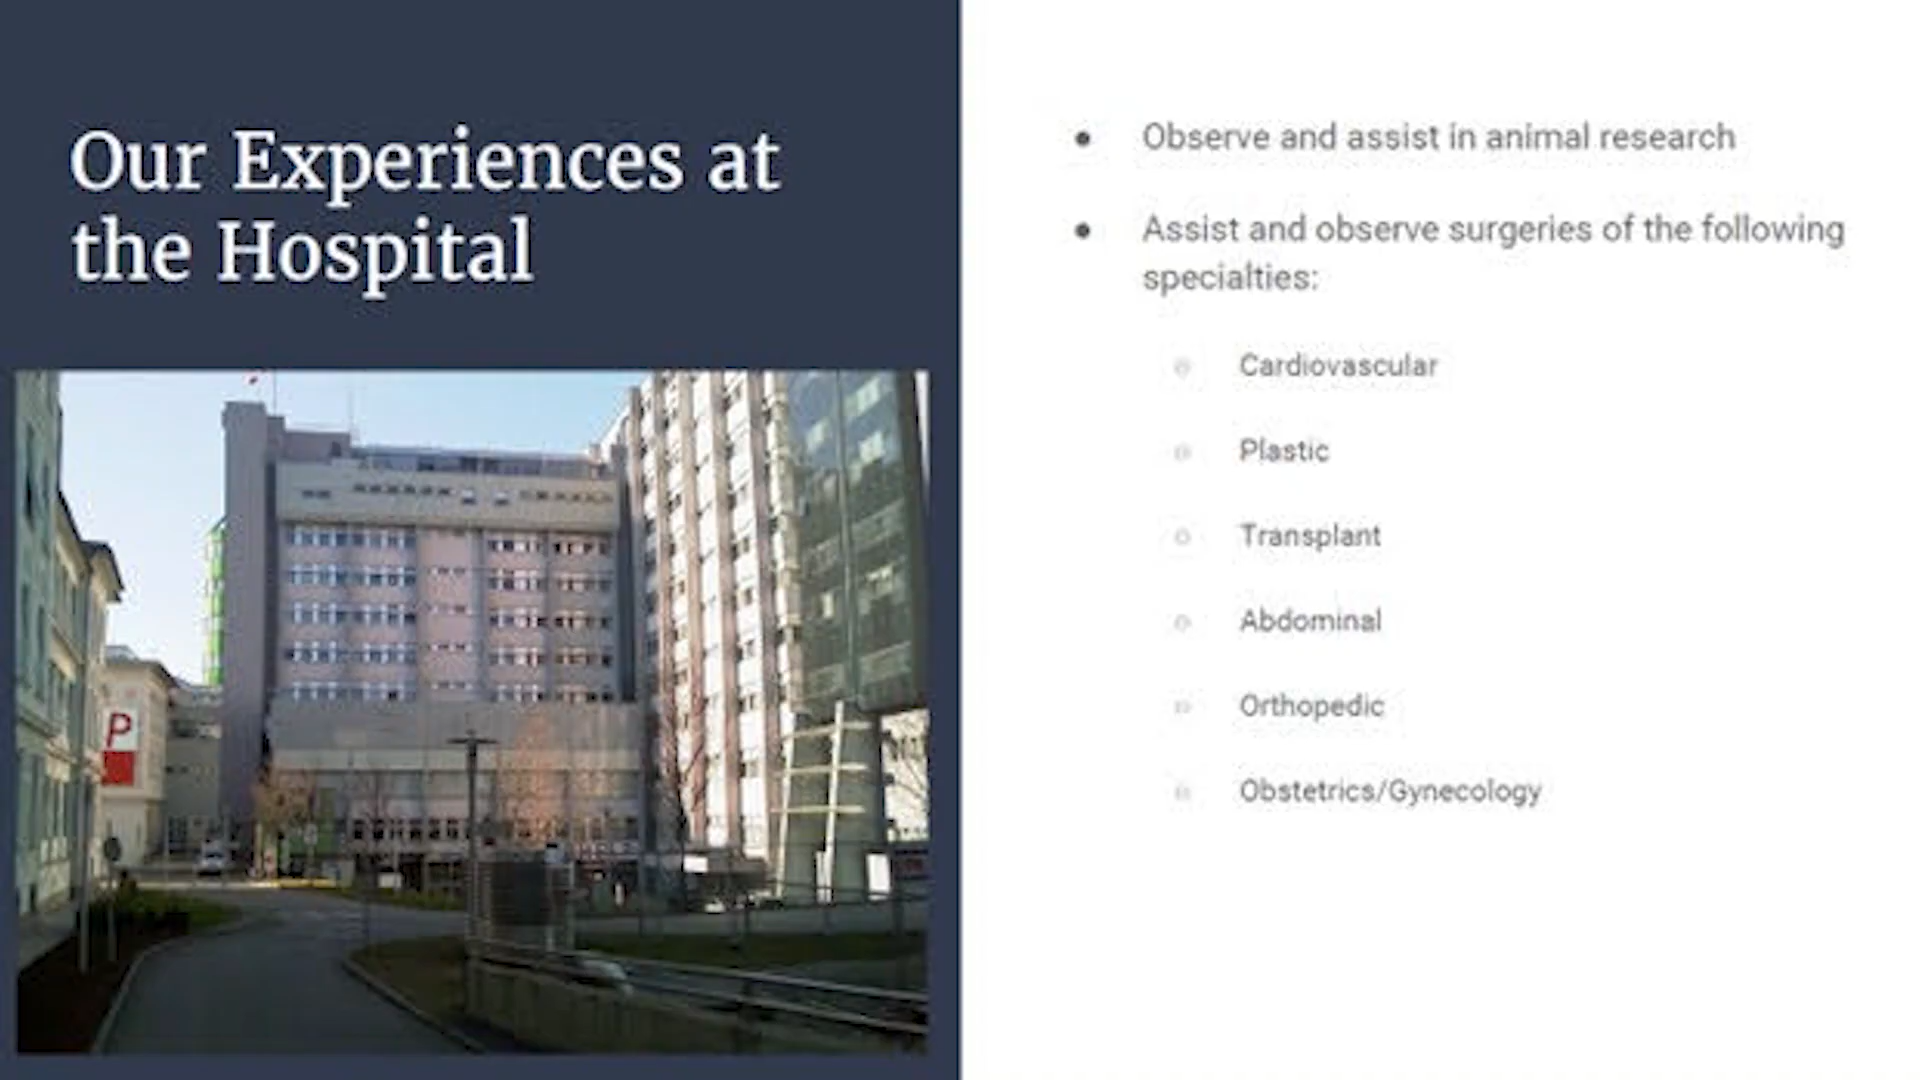 Our Experiences at
the Hospital
P
Observe and assist in animal research
Assist and observe surgeries of the following
specialties:
Cardiovascular
Plastic
Transplant
Abdominal
Orthopedic
Obstetrics/Gynecology